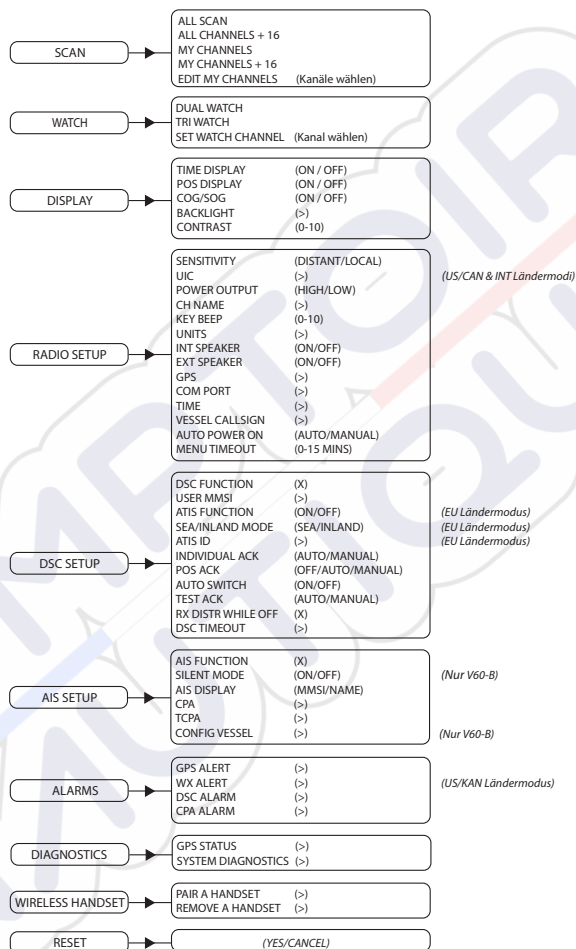 SCAN
ALL SCAN
ALL CHANNELS + 16
MY CHANNELS
MY CHANNELS + 16
EDIT MY CHANNELS (Kanäle wählen)
WATCH
DUAL WATCH
TRI WATCH
SET WATCH CHANNEL (Kanal wählen)
DISPLAY
TIME DISPLAY (ON / OFF)
POS DISPLAY (ON / OFF)
COG/SOG (ON / OFF)
BACKLIGHT (>)
CONTRAST (0-10)
RADIO SETUP
SENSITIVITY (DISTANT/LOCAL)
UIC (>) (US/CAN & INT Ländermodi)
POWER OUTPUT (HIGH/LOW)
CH NAME (>)
KEY BEEP (0-10)
UNITS (>)
INT SPEAKER (ON/OFF)
EXT SPEAKER (ON/OFF)
GPS (>)
COM PORT (>)
TIME (>)
VESSEL CALLSIGN (>)
AUTO POWER ON (AUTO/MANUAL)
MENU TIMEOUT (0-15 MINS)
DSC SETUP
DSC FUNCTION (X)
USER MMSI (>)
ATIS FUNCTION (ON/OFF) (EU Ländermodus)
SEA/INLAND MODE (SEA/INLAND) (EU Ländermodus)
ATIS ID (>) (EU Ländermodus)
INDIVIDUAL ACK (AUTO/MANUAL)
POS ACK (OFF/AUTO/MANUAL)
AUTO SWITCH (ON/OFF)
TEST ACK (AUTO/MANUAL)
RX DISTR WHILE OFF (X)
DSC TIMEOUT (>)
AIS SETUP
AIS FUNCTION (X)
SILENT MODE (ON/OFF) (Nur V60-B)
AIS DISPLAY (MMSI/NAME)
CPA (>)
TCPA (>)
CONFIG VESSEL (>) (Nur V60-B)
ALARMS
GPS ALERT (>)
WX ALERT (>) (US/KAN Ländermodus)
DSC ALARM (>)
CPA ALARM (>)
DIAGNOSTICS
GPS STATUS (>)
SYSTEM DIAGNOSTICS (>)
WIRELESS HANDSET
PAIR A HANDSET (>)
REMOVE A HANDSET (>)
RESET
(YES/CANCEL)